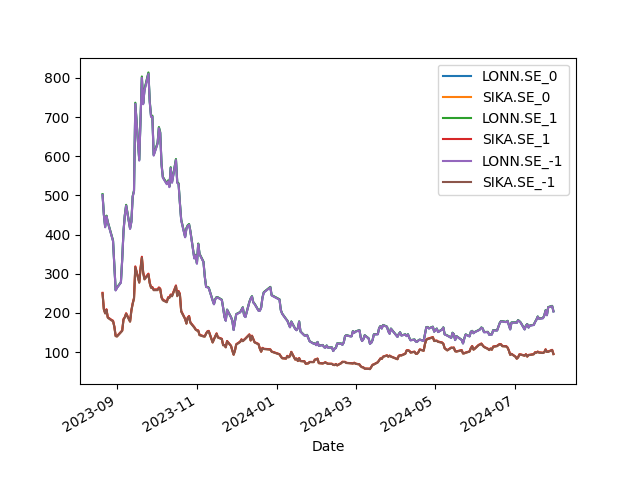 800
700
600
500
400
300
200
100
LONN.SE_0
SIKA.SE_0
LONN.SE_1
SIKA.SE_1
LONN.SE_-1
SIKA.SE_-1
2023-09
2023-11
2024-01
2024-03
2024-05
2024-07
Date